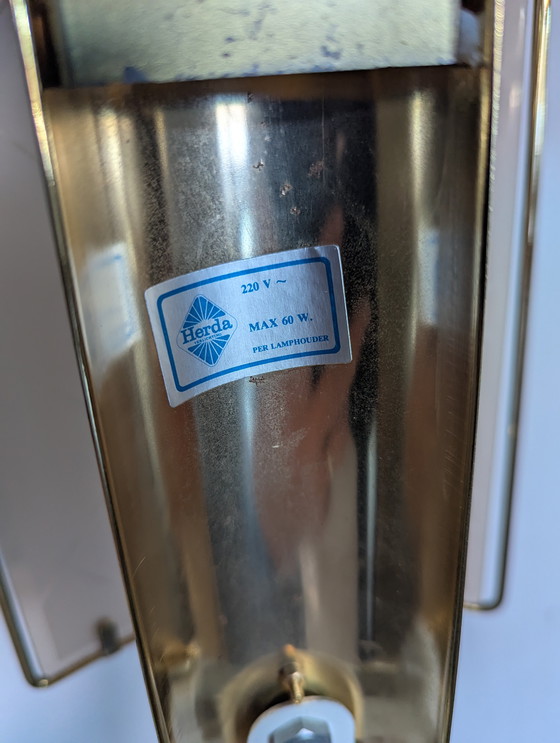 220 V ~
Herda
MAX 60 W.
PER LAMPHOUDER